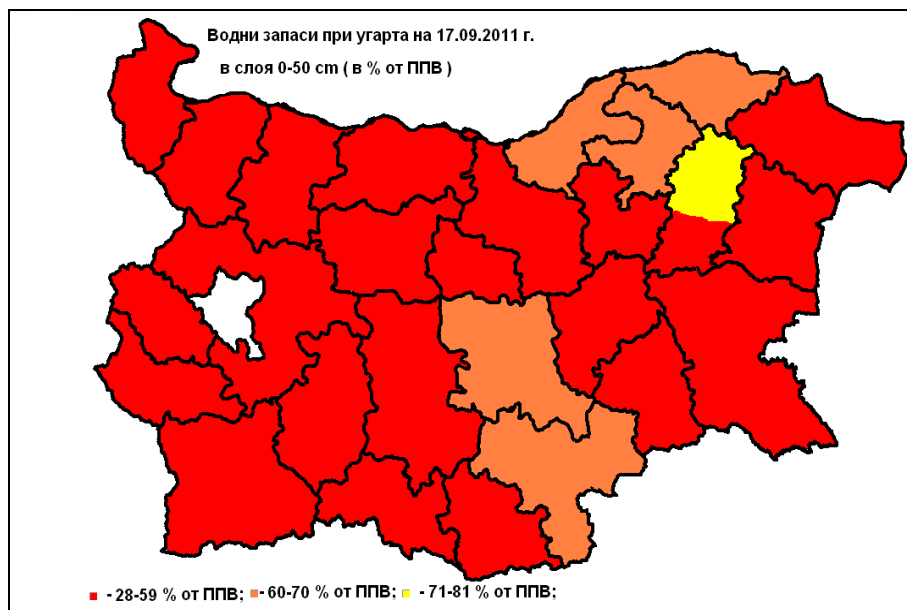 Водни запаси при угарта на 17.09.2011 г.
в слоя 0-50 cm ( в % от ППВ )
- 28-59 % от ППВ; - 60-70 % от ППВ; - 71-81 % от ППВ;